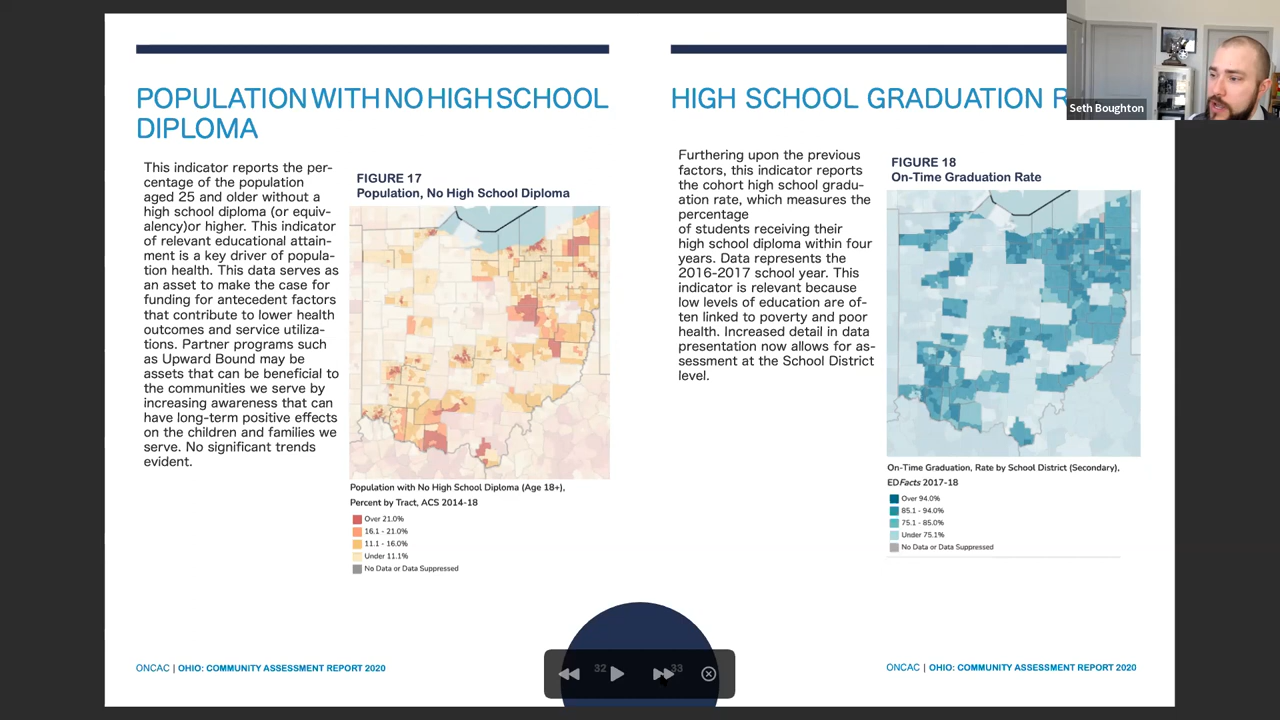 POPULATION WITH NO HIGH SCHOOL
DIPLOMA
This indicator reports the per-
centage of the population
aged 25 and older without a
high school diploma (or equiv-
alency)or higher. This indicator
of relevant educational attain-
ment is a key driver of popula-
tion health. This data serves as
an asset to make the case for
funding for antecedent factors
that contribute to lower health
outcomes and service utiliza-
tions. Partner programs such
as Upward Bound may be
assets that can be beneficial to
the communities we serve by
increasing awareness that can
have long-term positive effects
on the children and families we
serve. No significant trends
evident.
FIGURE 17
Population, No High School Diploma
Population with No High School Diploma (Age 18+),
Percent by Tract, ACS 2014-18
Over 21.0%
16.1 - 21.0%
11.1 - 16.0%
Under 11.1%
No Data or Data Suppressed
ONCAC | OHIO: COMMUNITY ASSESSMENT REPORT 2020
32
HIGH SCHOOL GRADUATION R
Furthering upon the previous
factors, this indicator reports
the cohort high school gradu-
ation rate, which measures the
percentage
of students receiving their
high school diploma within four
years. Data represents the
2016-2017 school year. This
indicator is relevant because
low levels of education are of-
ten linked to poverty and poor
health. Increased detail in data
presentation now allows for as-
sessment at the School District
level.
FIGURE 18
On-Time Graduation Rate
On-Time Graduation, Rate by School District (Secondary),
EDFacts 2017-18
Over 94.0%
85.1 - 94.0%
75.1 - 85.0%
Under 75.1%
No Data or Data Suppressed
33
ONCAC | OHIO: COMMUNITY ASSESSMENT REPORT 2020
Seth Boughton